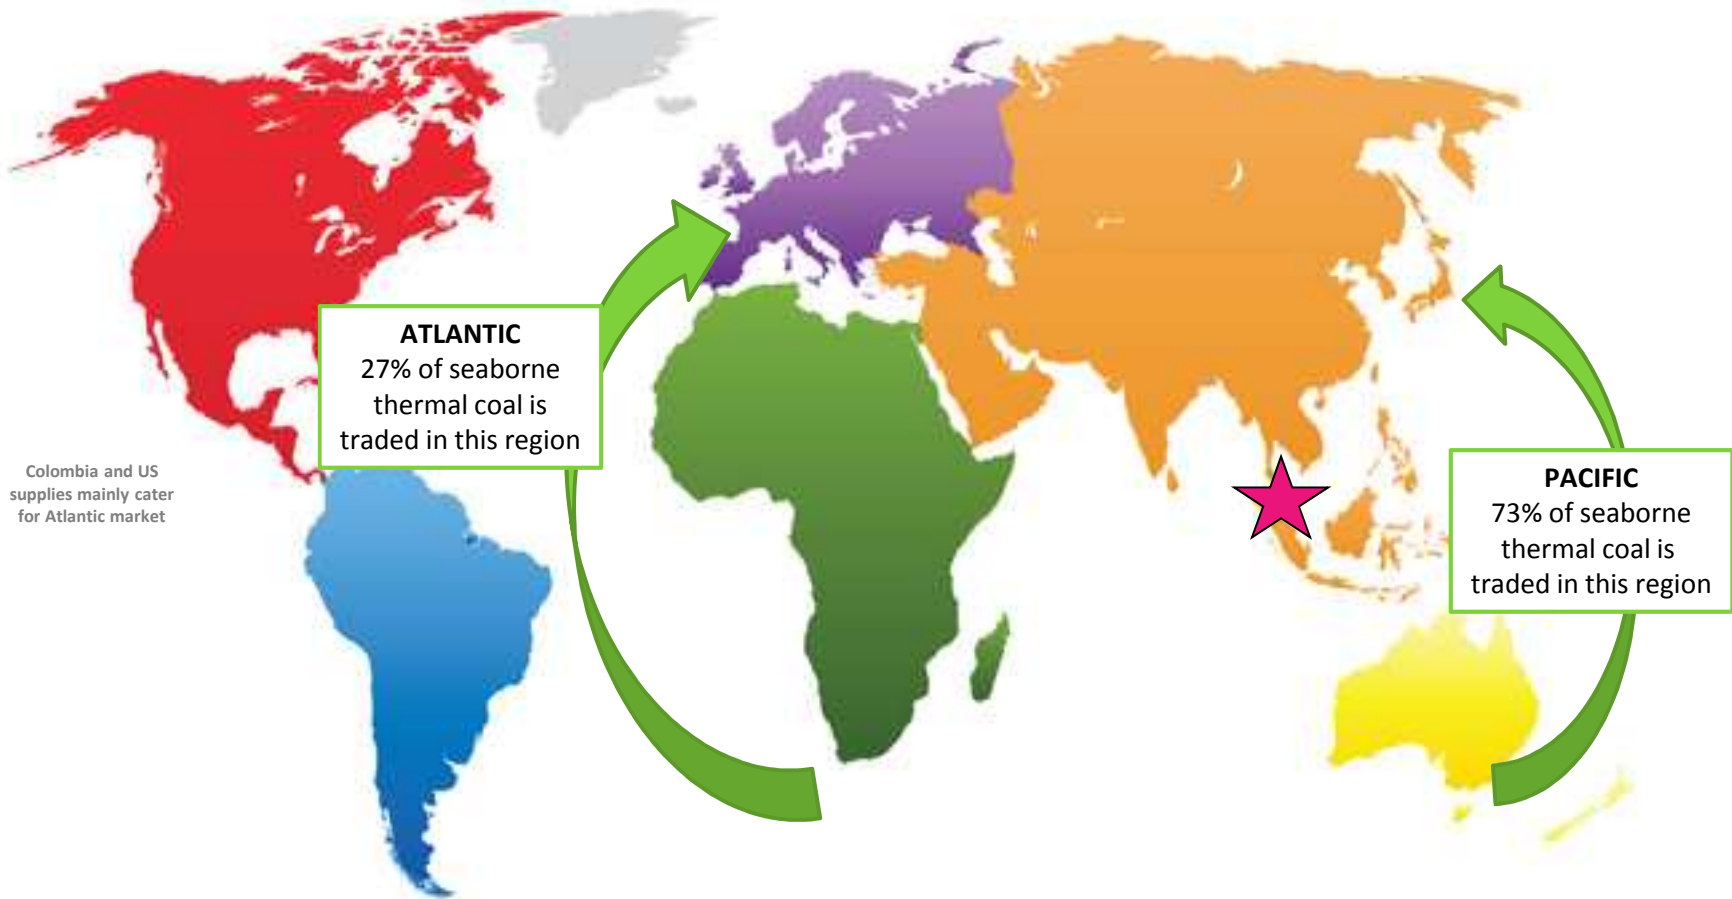 ATLANTIC
27% of seaborne
thermal coal is
traded in this region
Colombia and US
supplies mainly cater
for Atlantic market
PACIFIC
73% of seaborne
thermal coal is
traded in this region